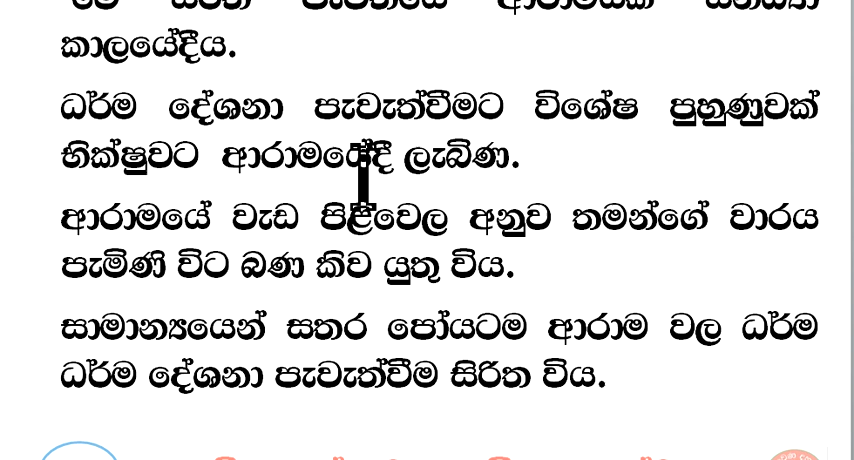 කාලයේදීය.
ධර්ම දේශනා පැවැත්වීමට විශේෂ පුහුණුවක්
භික්ෂුවට ආරාමයේදී ලැබිණ.
ආරාමයේ වැඩ පිළිවෙල අනුව තමන්ගේ වාරය
පැමිණි විට බණ කිව යුතු විය.
සාමාන්‍යයෙන් සතර පෝයටම ආරාම වල ධර්ම
ධර්ම දේශනා පැවැත්වීම සිරිත විය.